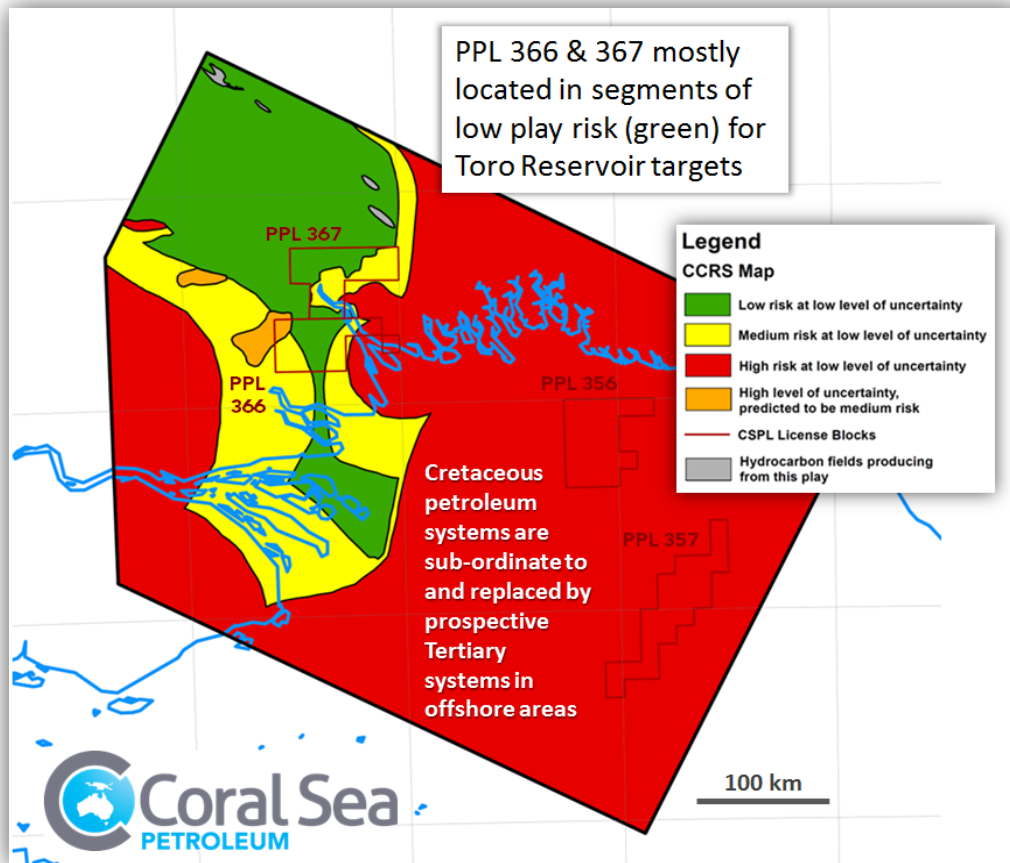 PPL 366 & 367 mostly
located in segments of
low play risk (green) for
Toro Reservoir targets
PPL 367
Legend
CCRS Map
Low risk at low level of uncertainty
Medium risk at low level of uncertainty
High risk at low level of uncertainty
High level of uncertainty,
predicted to be medium risk
CSPL License Blocks
Hydrocarbon fields producing
from this play
PPL
366
PPL 356
Cretaceous
petroleum
systems are
sub-ordinate to
and replaced by
prospective
Tertiary
systems in
offshore areas
PPL 357
100 km
Coral Sea
PETROLEUM